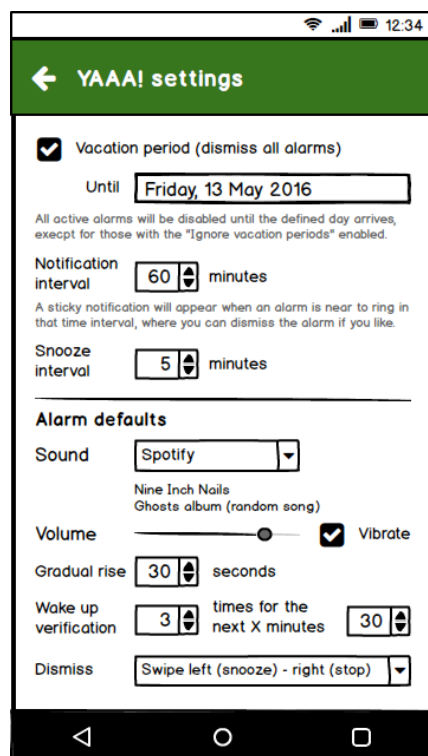 12:34
YAAA! settings
Vacation period (dismiss all alarms)
Until Friday, 13 May 2016
All active alarms will be disabled until the defined day arrives,
execpt for those with the "Ignore vacation periods" enabled.
Notification
interval 60 minutes
A sticky notification will appear when an alarm is near to ring in
that time interval, where you can dismiss the alarm if you like.
Snooze
interval 5 minutes
Alarm defaults
Sound Spotify
Nine Inch Nails
Ghosts album (random song)
Volume Vibrate
Gradual rise 30 seconds
Wake up
verification 3 times for the
next X minutes 30
Dismiss Swipe left (snooze) - right (stop)